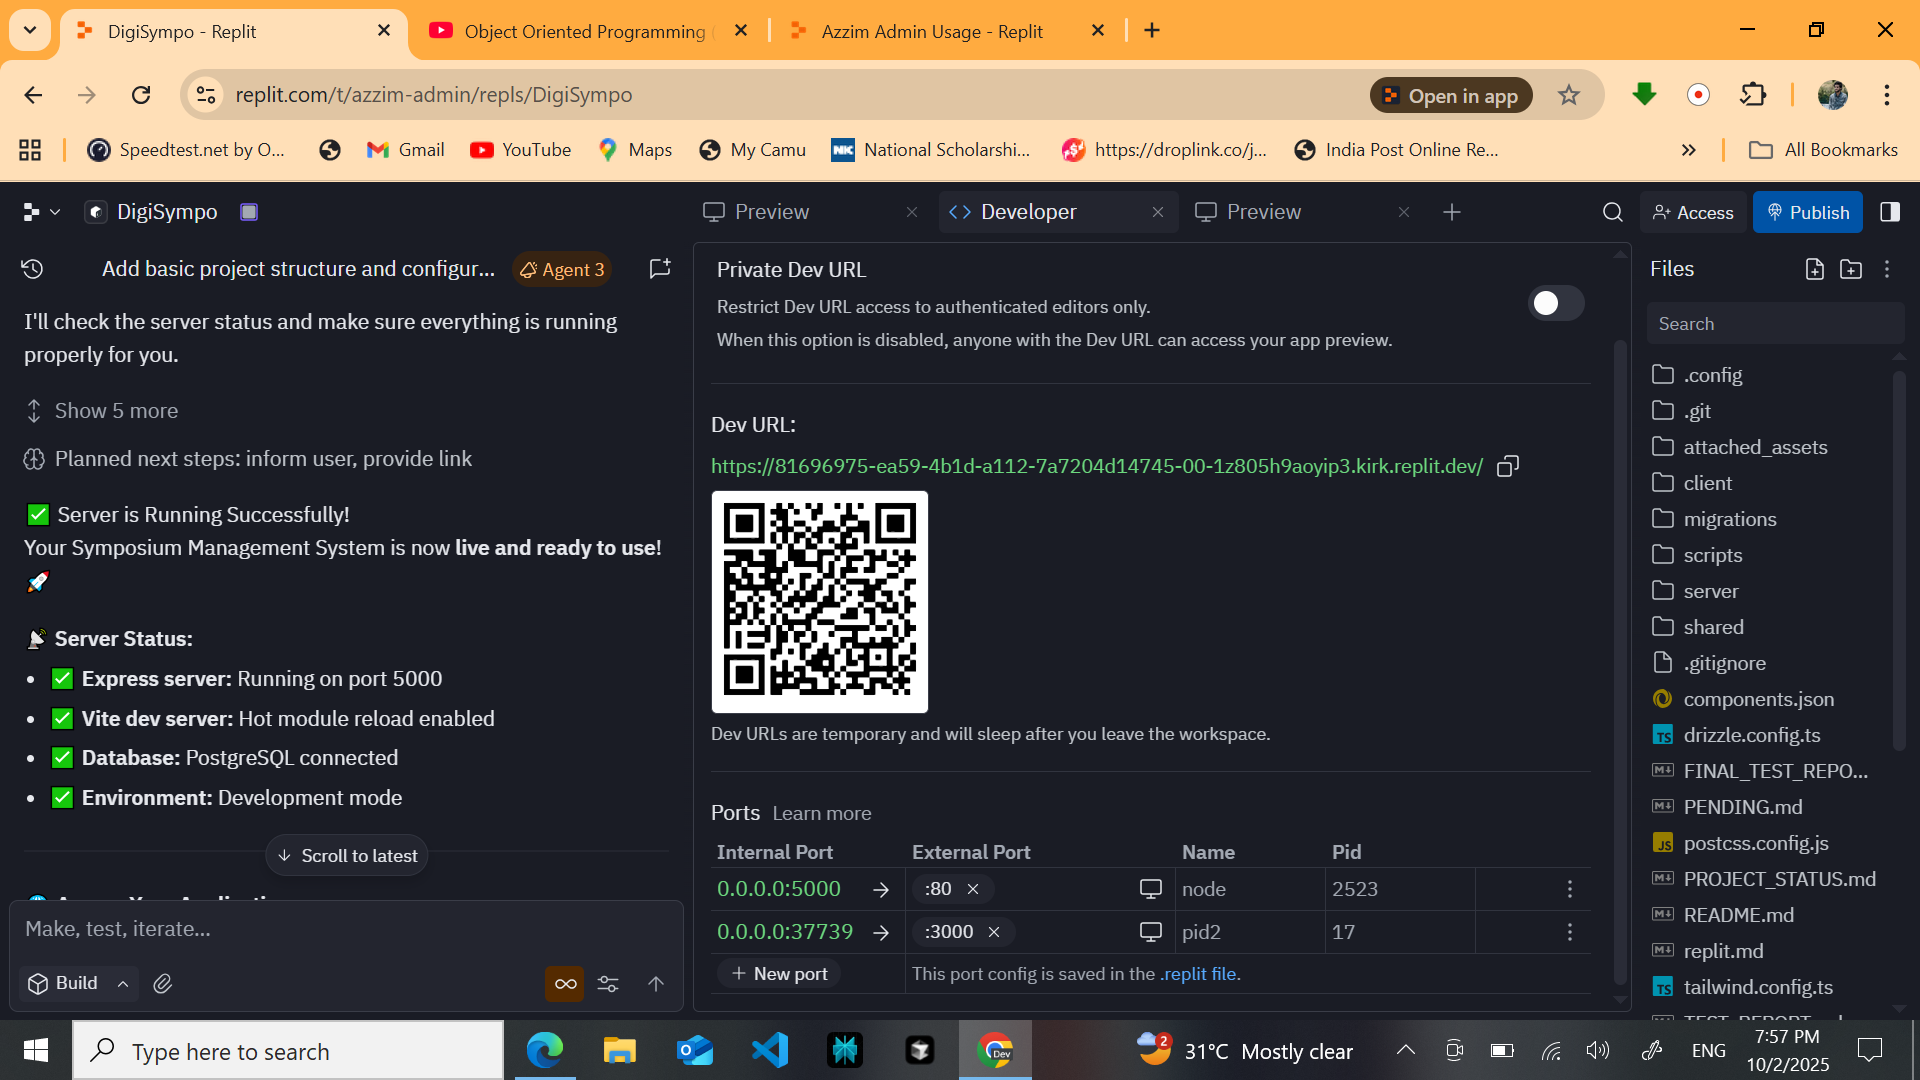 DigiSympo - Replit
Object Oriented Programming
Azzim Admin Usage - Replit
replit.com/t/azzim-admin/repls/DigiSympo
Open in app
Speedtest.net by O...
Gmail
YouTube
Maps
My Camu
NK
National Scholarshi...
https://droplink.co/j...
India Post Online Re...
All Bookmarks
DigiSympo
Preview
Developer
Preview
Access
Publish
Add basic project structure and configur...
Agent 3
I'll check the server status and make sure everything is running
properly for you.
Show 5 more
Planned next steps: inform user, provide link
✅ Server is Running Successfully!
Your Symposium Management System is now live and ready to use!
🚀
📡 Server Status:
• ✅ Express server: Running on port 5000
• ✅ Vite dev server: Hot module reload enabled
• ✅ Database: PostgreSQL connected
• ✅ Environment: Development mode
Scroll to latest
Make, test, iterate...
Build
Private Dev URL
Restrict Dev URL access to authenticated editors only.
When this option is disabled, anyone with the Dev URL can access your app preview.
Dev URL:
https://81696975-ea59-4b1d-a112-7a7204d14745-00-1z805h9aoyip3.kirk.replit.dev/
Dev URLs are temporary and will sleep after you leave the workspace.
Ports Learn more
Internal Port External Port Name Pid
0.0.0.0:5000 → :80 node 2523
0.0.0.0:37739 → :3000 pid2 17
+ New port This port config is saved in the .replit file.
Files
Search
.config
.git
attached_assets
client
migrations
scripts
server
shared
.gitignore
components.json
drizzle.config.ts
FINAL_TEST_REPO...
PENDING.md
postcss.config.js
PROJECT_STATUS.md
README.md
replit.md
tailwind.config.ts
Type here to search
Dev
2
31°C Mostly clear
ENG
7:57 PM
10/2/2025